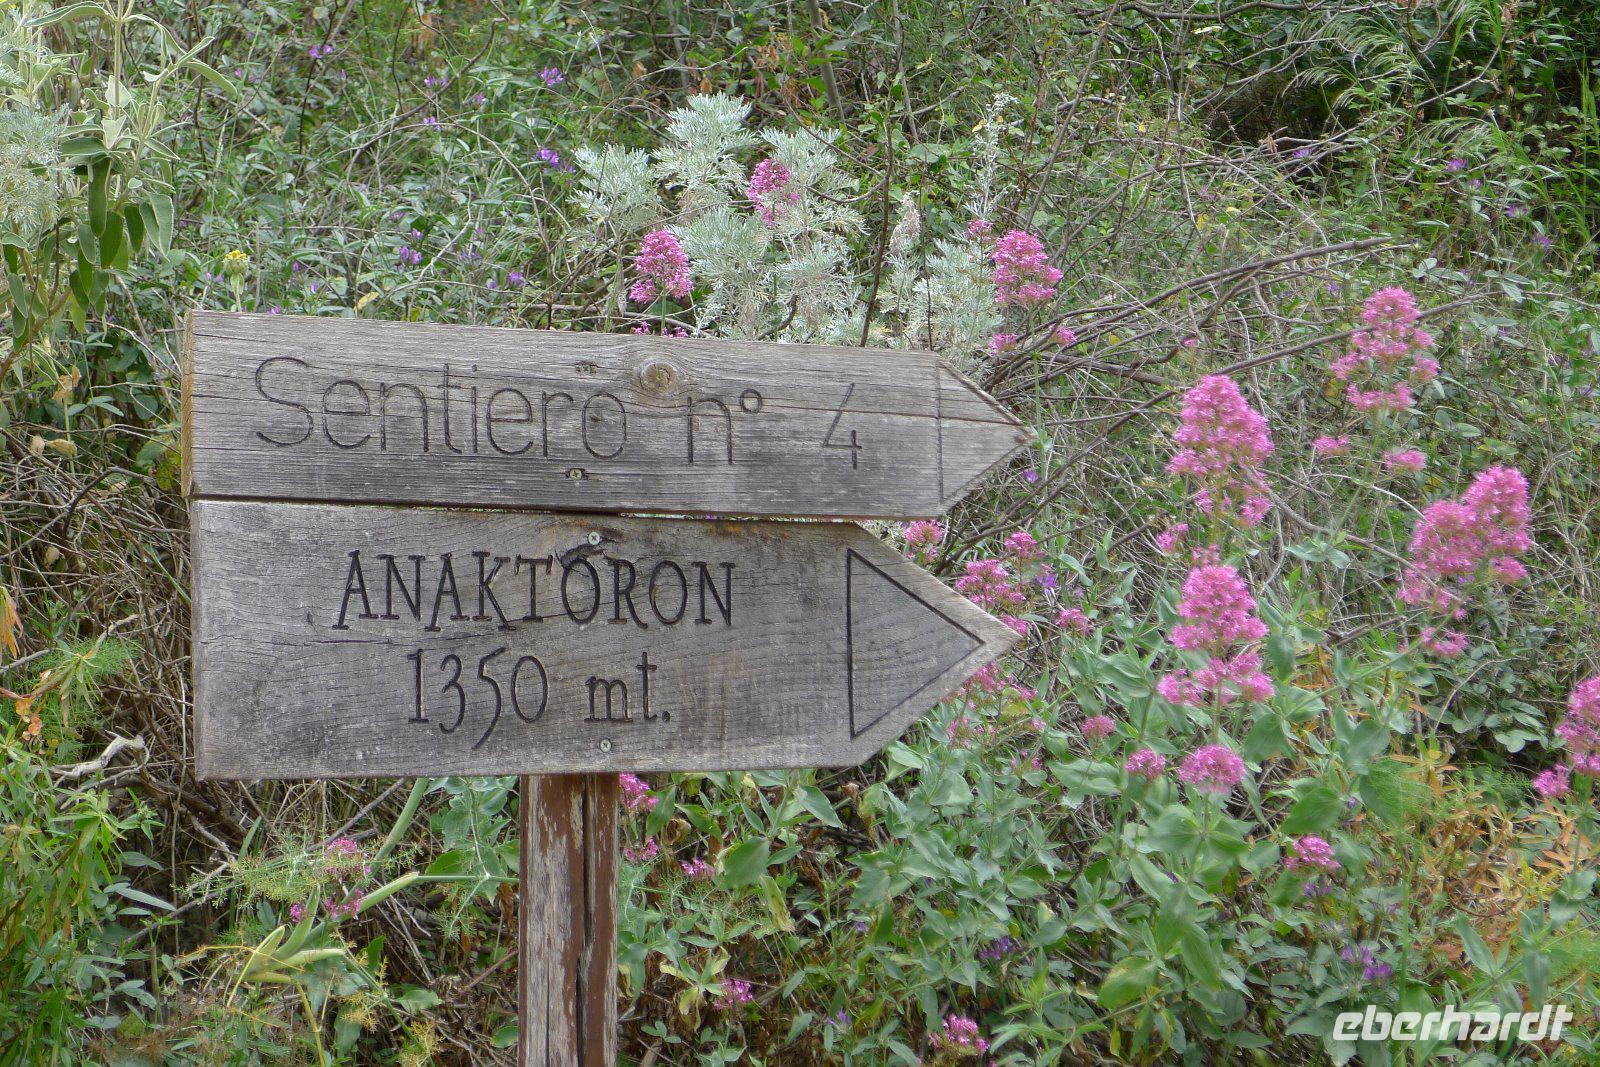 Sentiero n° 4
ANAKTORON
1350 mt.
eberhardt